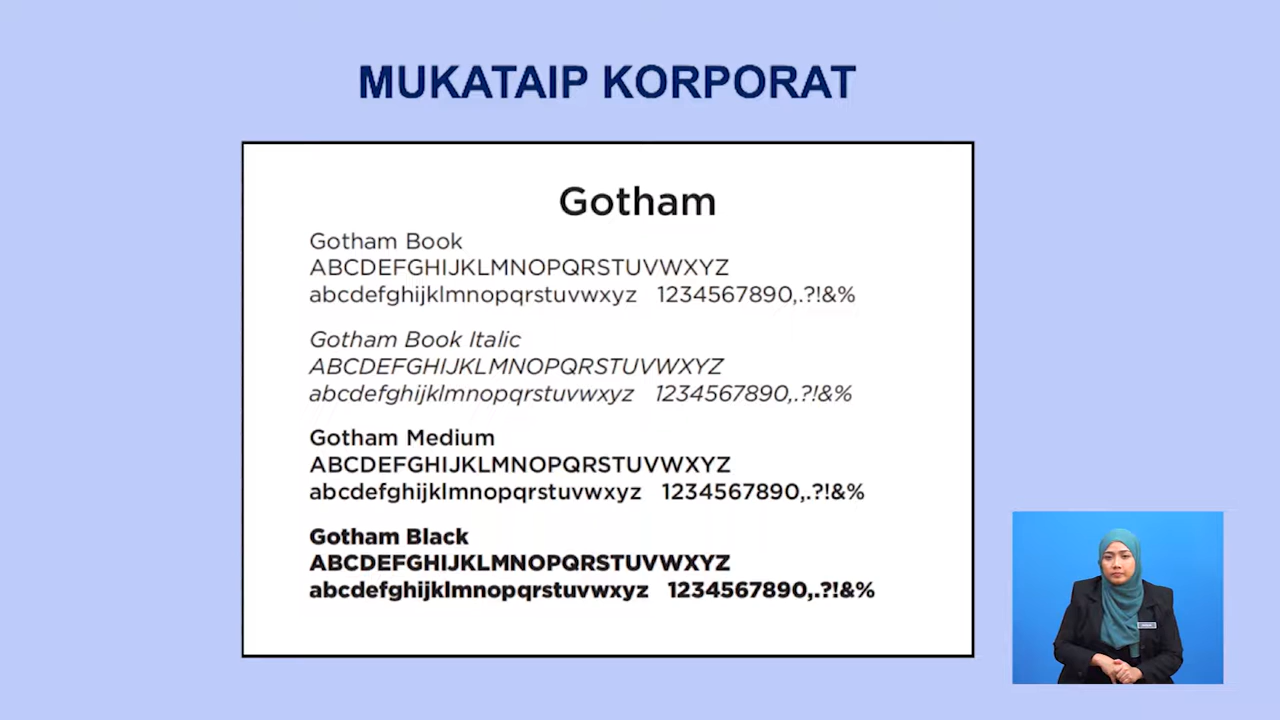 MUKATAIP KORPORAT
Gotham
Gotham Book
ABCDEFGHIJKLMNOPQRSTUVWXYZ
abcdefghijklmnopqrstuvwxyz 1234567890,.?!&%
Gotham Book Italic
ABCDEFGHIJKLMNOPQRSTUVWXYZ
abcdefghijklmnopqrstuvwxyz 1234567890,.?!&%
Gotham Medium
ABCDEFGHIJKLMNOPQRSTUVWXYZ
abcdefghijklmnopqrstuvwxyz 1234567890,.?!&%
Gotham Black
ABCDEFGHIJKLMNOPQRSTUVWXYZ
abcdefghijklmnopqrstuvwxyz 1234567890,.?!&%